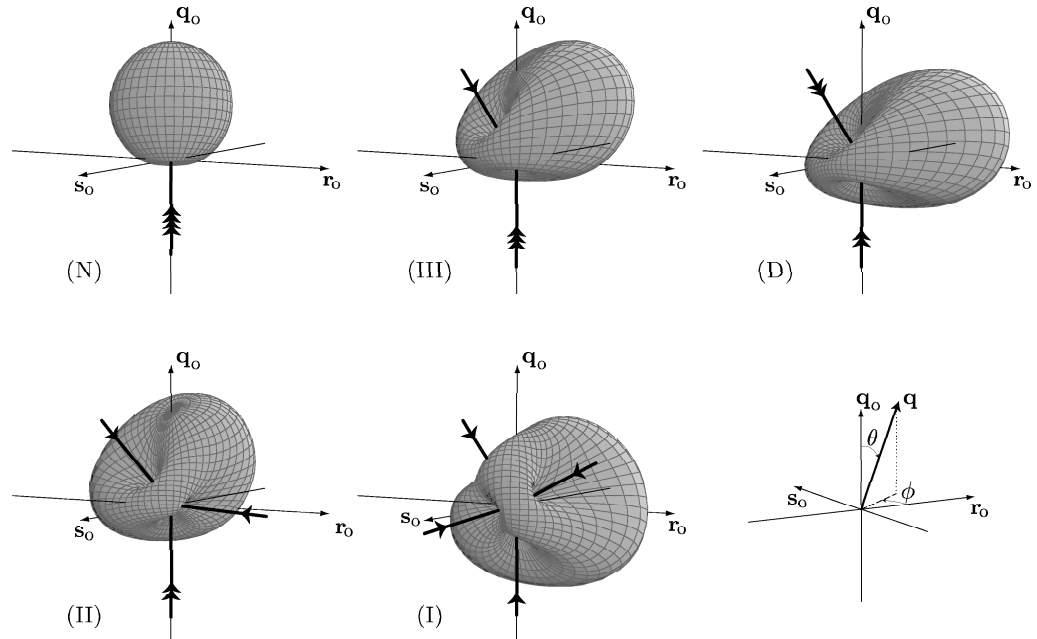 q₀ q₀ q₀
s₀ r₀ s₀ r₀ s₀ r₀
(N) (III) (D)
q₀ q₀ q₀ q
θ
s₀ r₀ s₀ r₀ s₀ ϕ r₀
(II) (I)